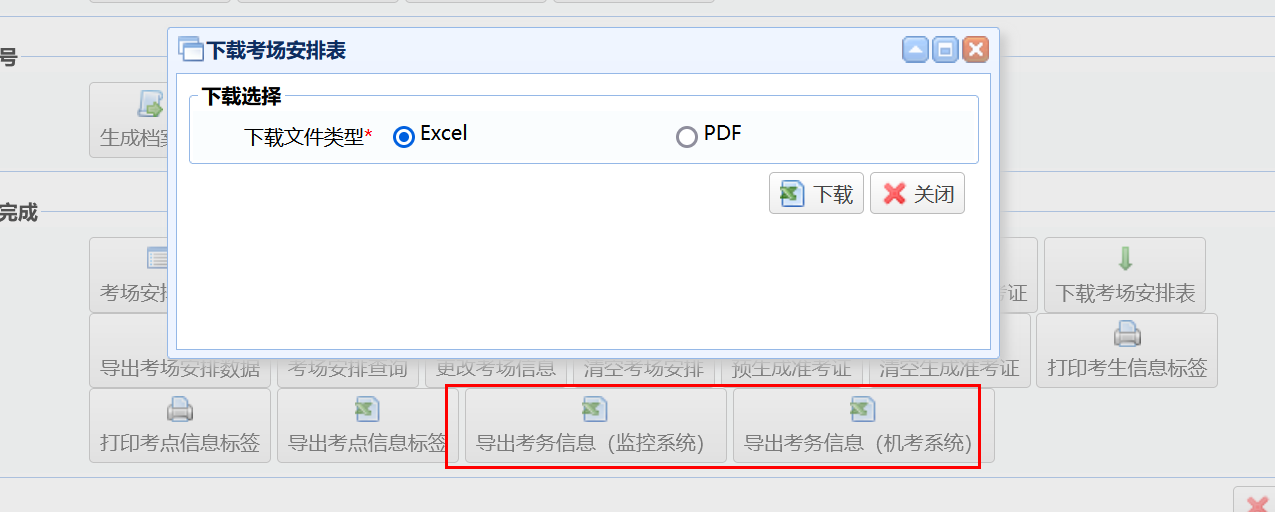 下载考场安排表
号
下载选择
下载文件类型* Excel PDF
生成档案
下载 关闭
完成
考场安排 考证 下载考场安排表
导出考场安排数据 考场安排查询 更改考场信息 清空考场安排 预生成准考证 清空生成准考证 打印考生信息标签
打印考点信息标签 导出考点信息标签 导出考务信息（监控系统） 导出考务信息（机考系统）